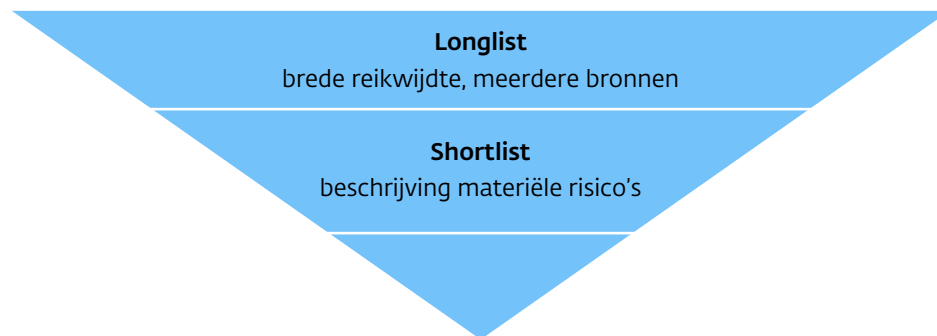 Longlist
brede reikwijdte, meerdere bronnen
Shortlist
beschrijving materiële risico's